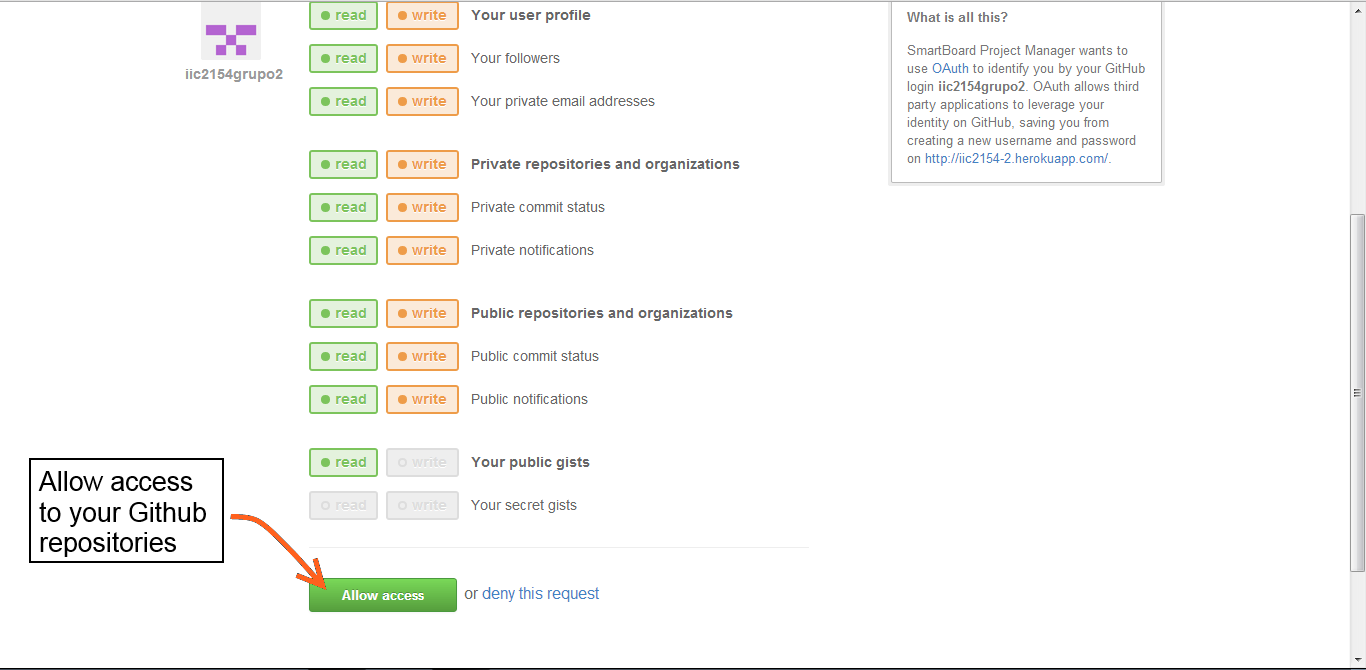 iic2154grupo2
read write Your user profile
read write Your followers
read write Your private email addresses
read write Private repositories and organizations
read write Private commit status
read write Private notifications
read write Public repositories and organizations
read write Public commit status
read write Public notifications
read write Your public gists
read write Your secret gists
Allow access
to your Github
repositories
Allow access or deny this request
What is all this?
SmartBoard Project Manager wants to
use OAuth to identify you by your GitHub
login iic2154grupo2. OAuth allows third
party applications to leverage your
identity on GitHub, saving you from
creating a new username and password
on http://iic2154-2.herokuapp.com/.